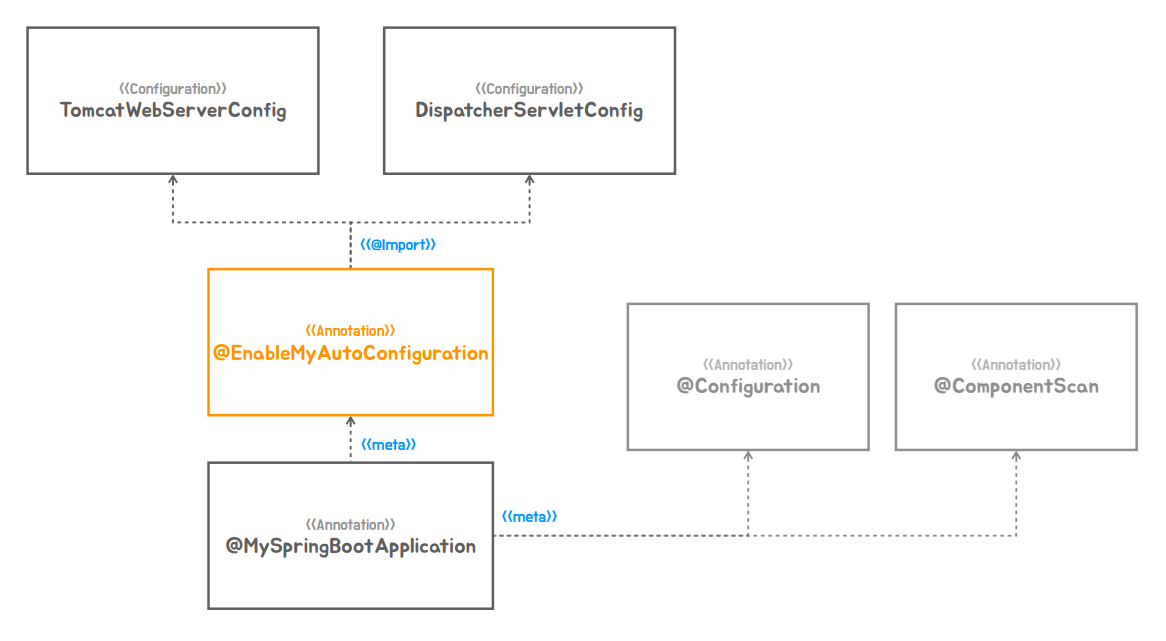 《Configuration》
TomcatWebServerConfig
《Configuration》
DispatcherServletConfig
《@Import》
《Annotation》
@EnableMyAutoConfiguration
《Annotation》
@Configuration
《Annotation》
@ComponentScan
《meta》
《Annotation》
@MySpringBootApplication
《meta》